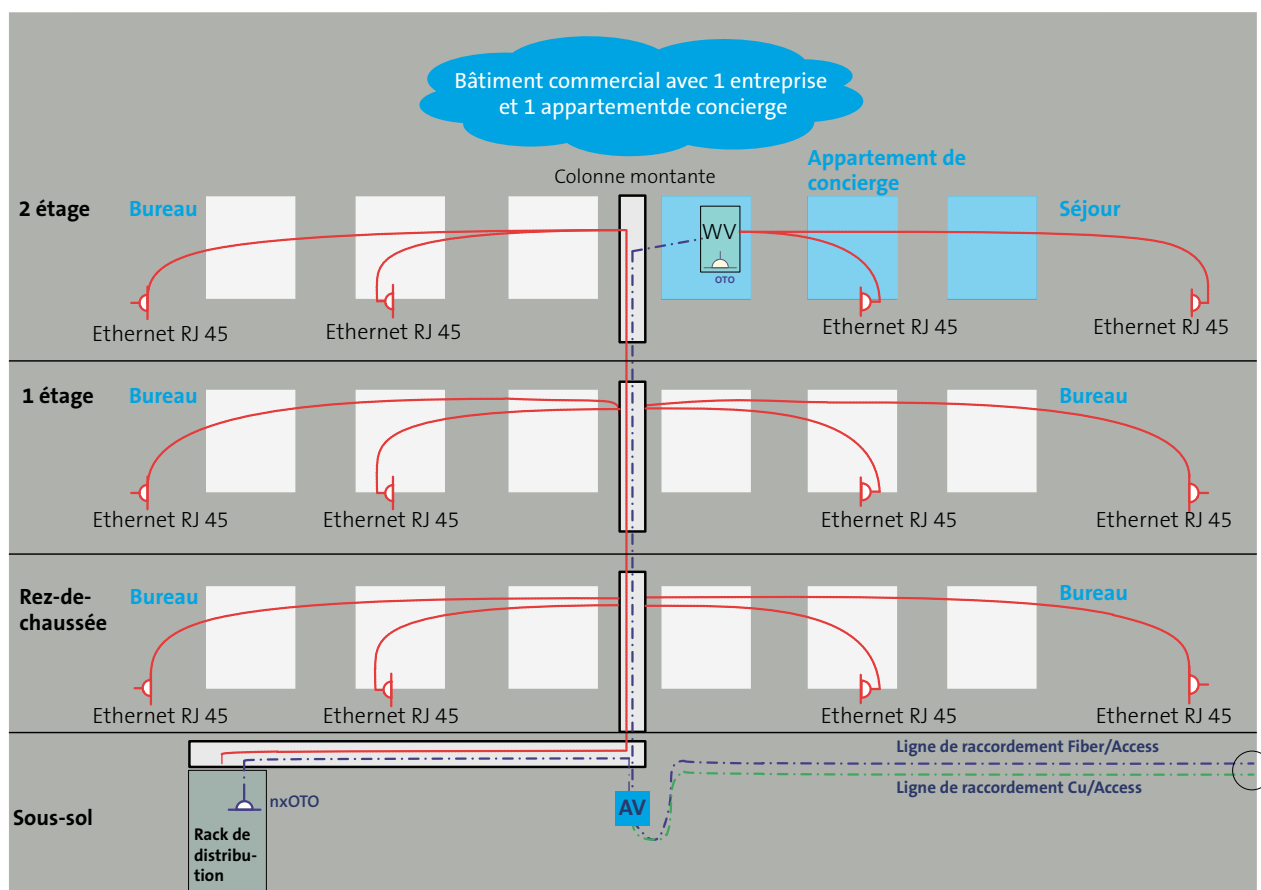 Bâtiment commercial avec 1 entreprise
et 1 appartementde concierge
Colonne montante
Appartement de
concierge
2 étage
Bureau
Séjour
WV
OTO
Ethernet RJ 45
Ethernet RJ 45
Ethernet RJ 45
Ethernet RJ 45
1 étage
Bureau
Bureau
Ethernet RJ 45
Ethernet RJ 45
Ethernet RJ 45
Ethernet RJ 45
Rez-de-
chaussée
Bureau
Bureau
Ethernet RJ 45
Ethernet RJ 45
Ethernet RJ 45
Ethernet RJ 45
Ligne de raccordement Fiber/Access
Ligne de raccordement Cu/Access
nxOTO
AV
Sous-sol
Rack de
distribu-
tion